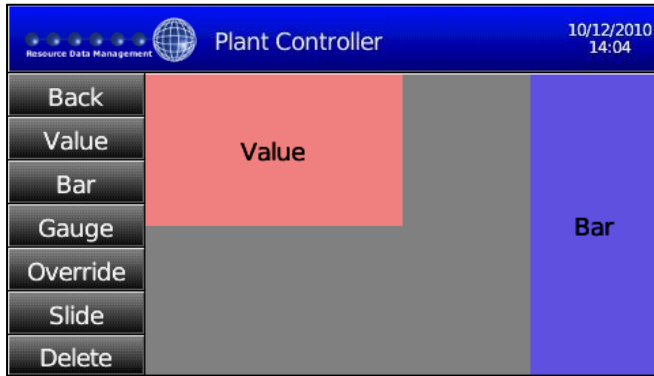 Resource Data Management
Plant Controller
10/12/2010
14:04
Back
Value
Bar
Gauge
Override
Slide
Delete
Value
Bar